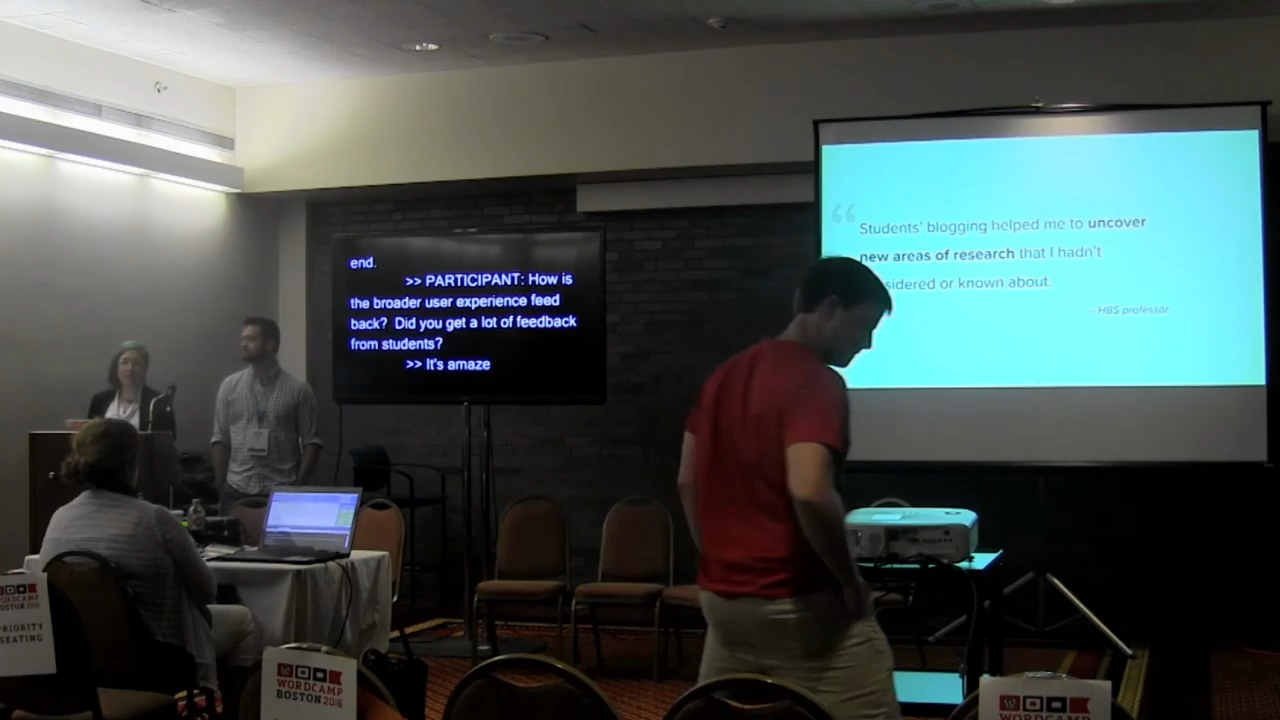 end.
>> PARTICIPANT: How is
the broader user experience feed
back? Did you get a lot of feedback
from students?
>> It's amaze
“ Students' blogging helped me to uncover
new areas of research that I hadn't
sidered or known about.
– HBS professor
WORDCAMP
BOSTON 2016
PRIORITY
SEATING
WORDCAMP
BOSTON 2016
WORDCAMP